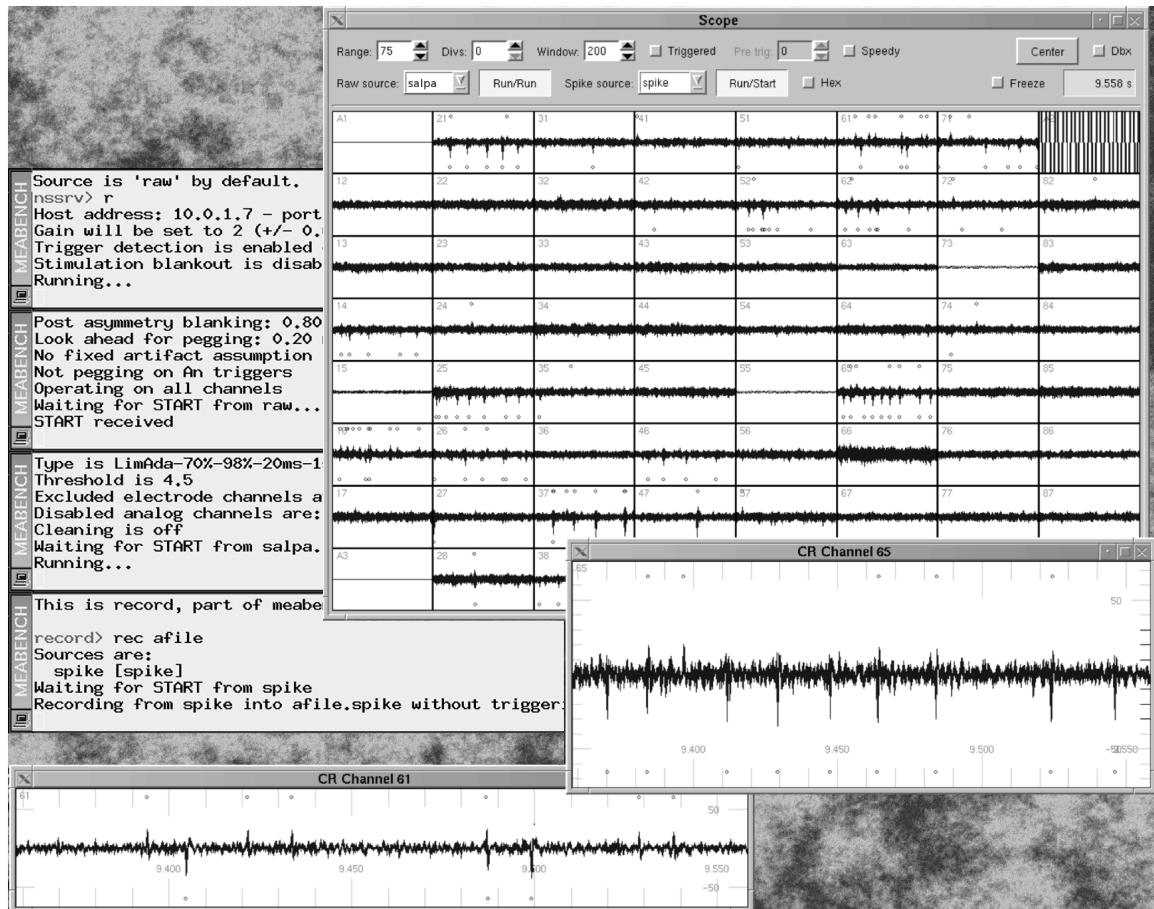 Scope
Range: 75 Divs: 0 Window: 200 Triggered Pre trig: 0 Speedy Center Dbx
Raw source: salpa Run/Run Spike source: spike Run/Start Hex Freeze 9.558 s
A1 21 31 41 51 61 71
12 22 32 42 52 62 72 82
13 23 33 43 53 63 73 83
14 24 34 44 54 64 74 84
15 25 35 45 55 65 75 85
26 36 46 56 66 76 86
17 27 37 47 57 67 77 87
A3 28 38
MEABENCH
Source is 'raw' by default.
nssrv> r
Host address: 10.0.1.7 - port
Gain will be set to 2 (+/- 0.
Trigger detection is enabled
Stimulation blankout is disab
Running...
MEABENCH
Post asymmetry blanking: 0.80
Look ahead for pegging: 0.20
No fixed artifact assumption
Not pegging on An triggers
Operating on all channels
Waiting for START from raw...
START received
MEABENCH
Type is LimAda-70%-98%-20ms-1
Threshold is 4.5
Excluded electrode channels a
Disabled analog channels are:
Cleaning is off
Waiting for START from salpa.
Running...
MEABENCH
This is record, part of meabe
record> rec afile
Sources are:
spike [spike]
Waiting for START from spike
Recording from spike into afile.spike without trigger
CR Channel 65
65
50
9.400 9.450 9.500 9.550
-50
CR Channel 61
61
50
9.400 9.450 9.500 9.550
-50